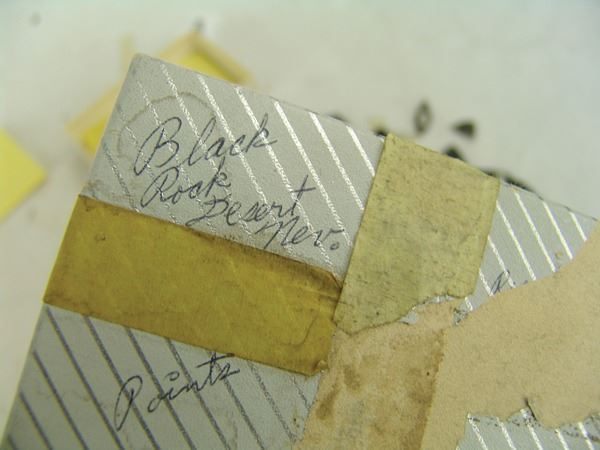 Black
Rock
Desert
Nev.
Points